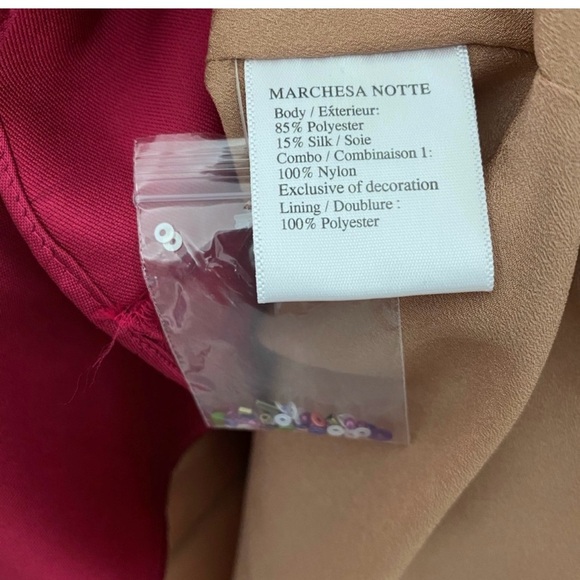 MARCHESA NOTTE
Body / Éxterieur:
85% Polyester
15% Silk / Soie
Combo / Combinaison 1:
100% Nylon
Exclusive of decoration
Lining / Doublure :
100% Polyester